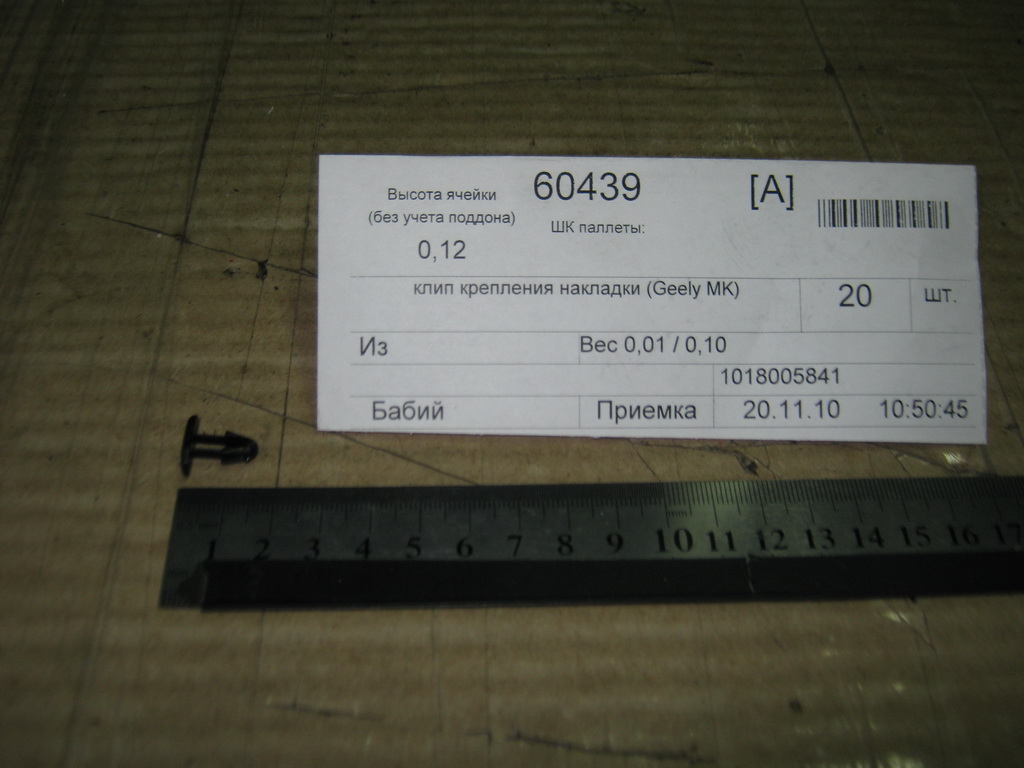 60439 [A]
Высота ячейки
(без учета поддона)
ШК паллеты:
0,12
клип крепления накладки (Geely MK) 20 шт.
Из Вес 0,01 / 0,10
1018005841
Бабий Приемка 20.11.10 10:50:45
1 2 3 4 5 6 7 8 9 10 11 12 13 14 15 16 17